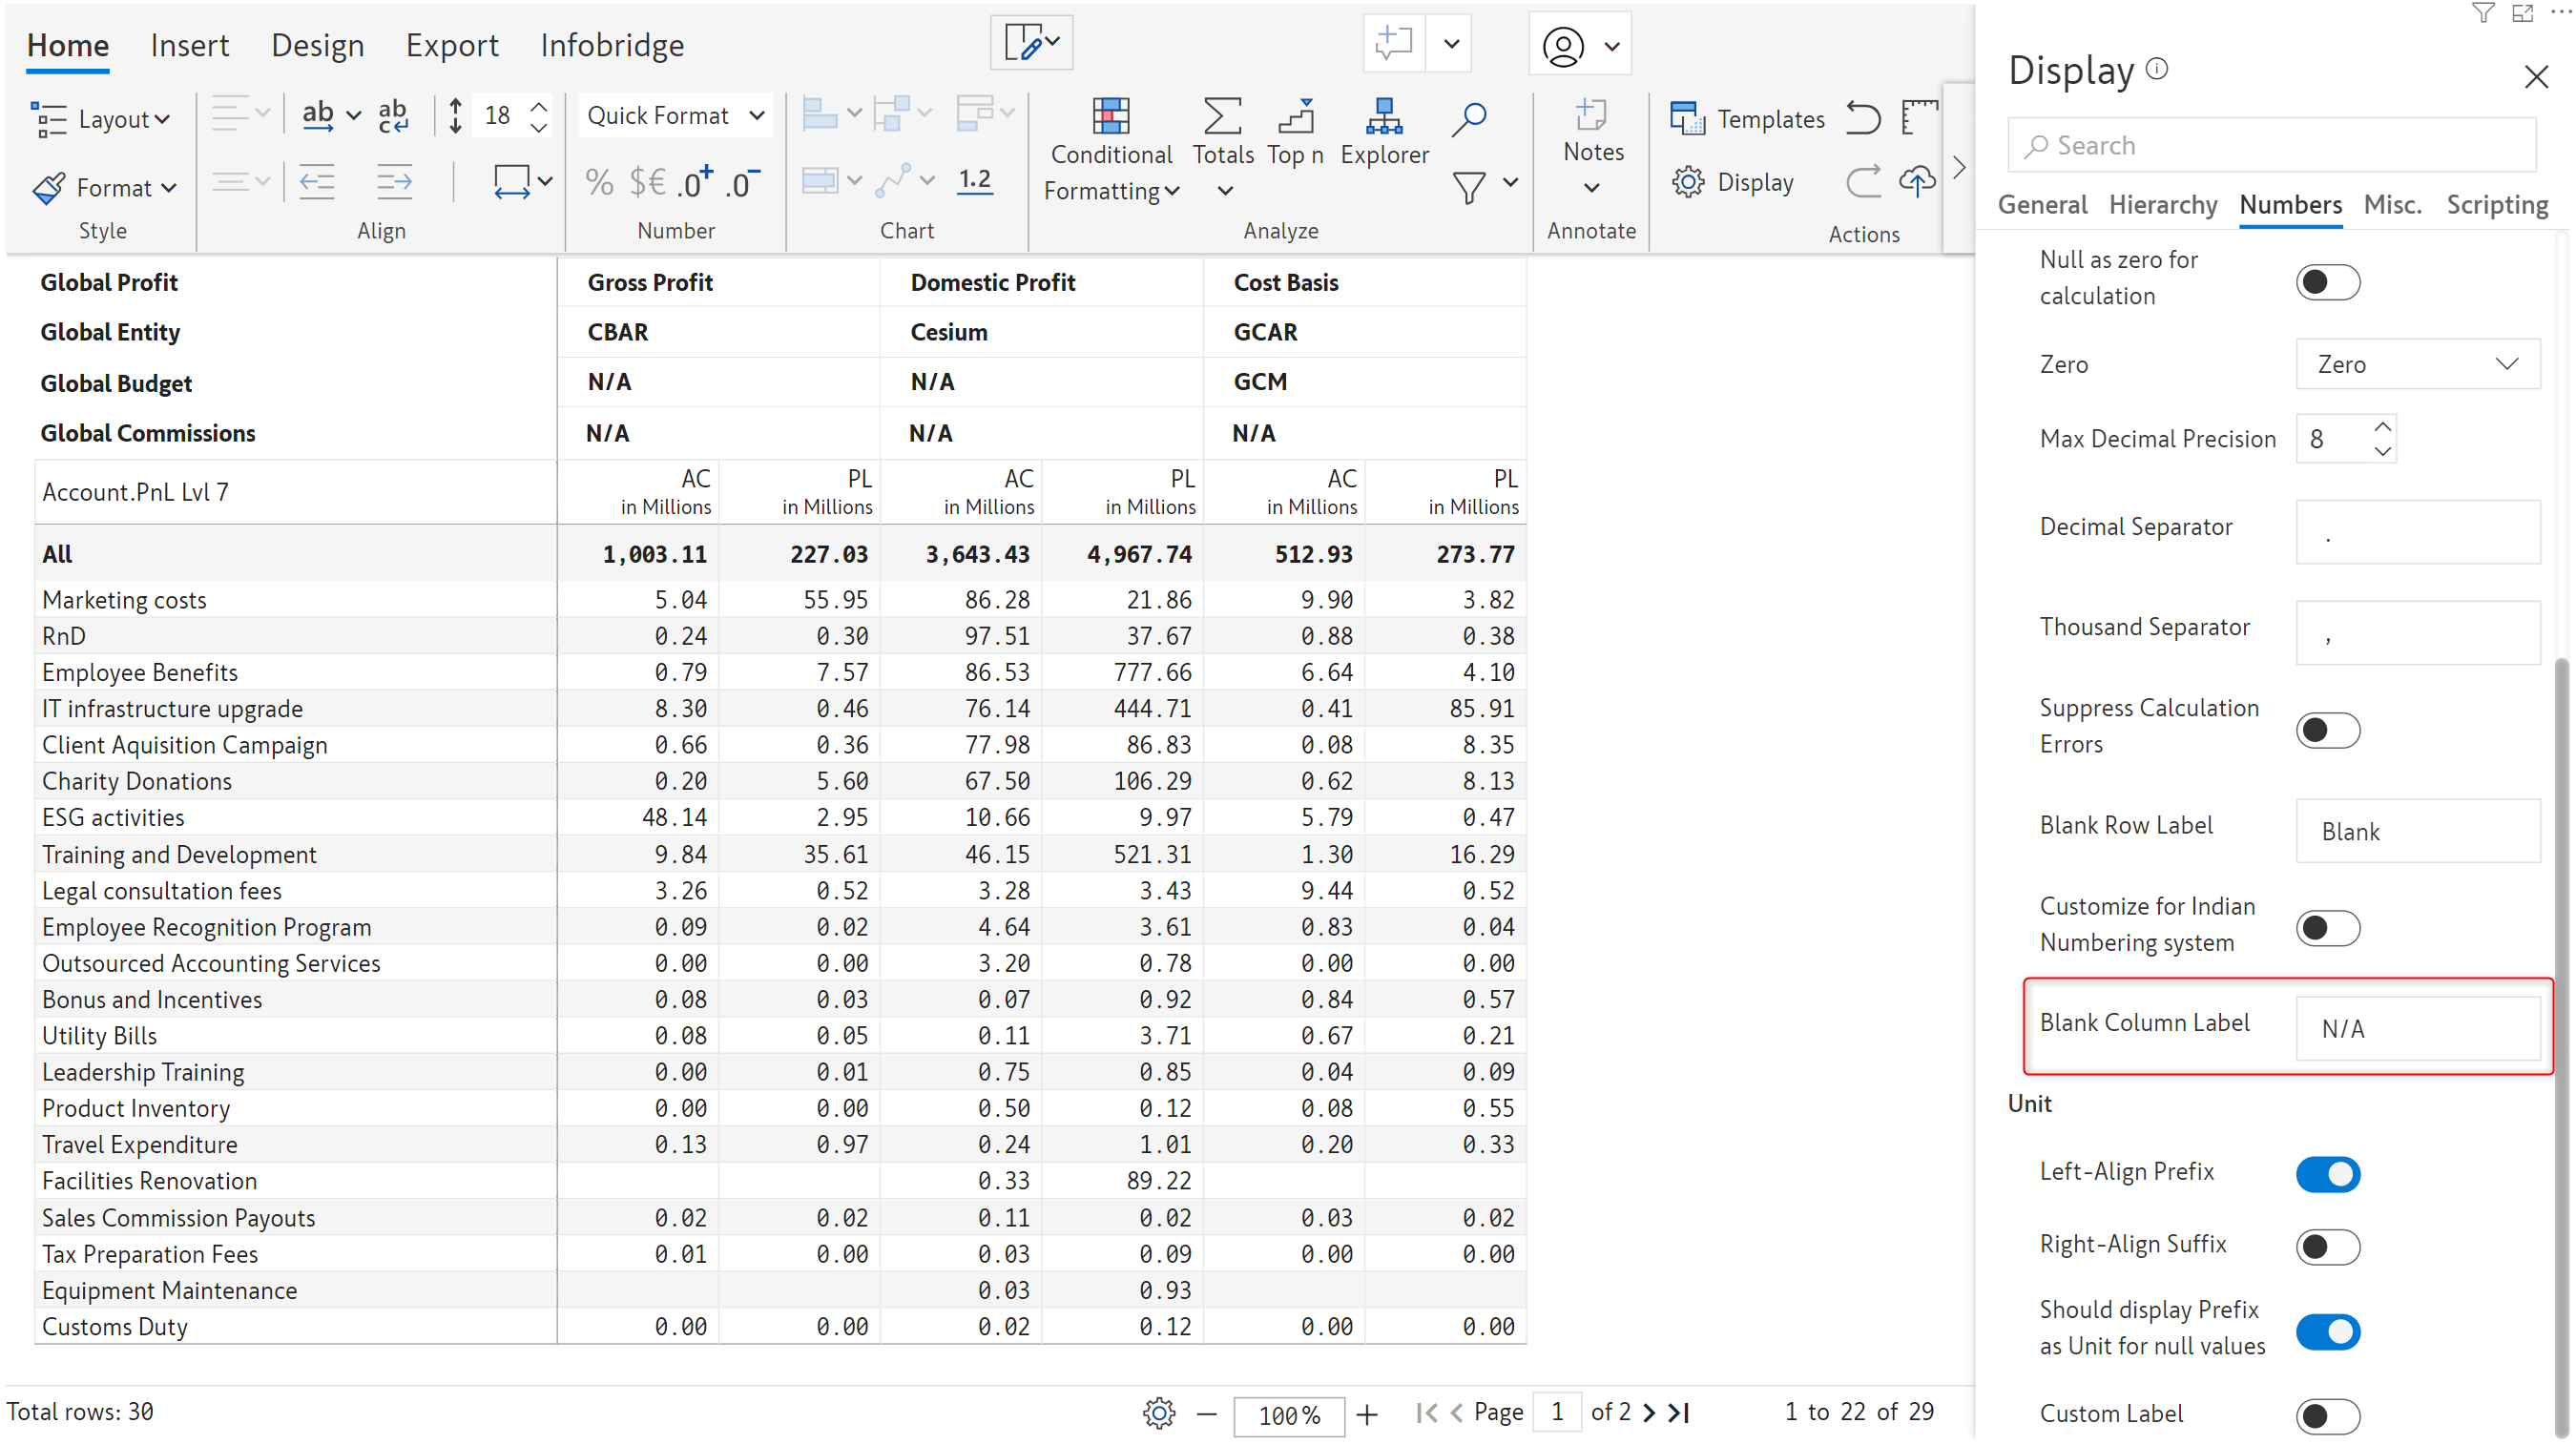 Home Insert Design Export Infobridge
Layout
ab
ab
c
18
Quick Format
Format
% $€ .0+ .0−
1.2
Conditional
Formatting
Totals
Top n
Explorer
Notes
Templates
Display
Style
Align
Number
Chart
Analyze
Annotate
Actions
Global Profit Gross Profit Domestic Profit Cost Basis
Global Entity CBAR Cesium GCAR
Global Budget N/A N/A GCM
Global Commissions N/A N/A N/A
Account.PnL Lvl 7 AC PL AC PL AC PL
in Millions in Millions in Millions in Millions in Millions in Millions
All 1,003.11 227.03 3,643.43 4,967.74 512.93 273.77
Marketing costs 5.04 55.95 86.28 21.86 9.90 3.82
RnD 0.24 0.30 97.51 37.67 0.88 0.38
Employee Benefits 0.79 7.57 86.53 777.66 6.64 4.10
IT infrastructure upgrade 8.30 0.46 76.14 444.71 0.41 85.91
Client Aquisition Campaign 0.66 0.36 77.98 86.83 0.08 8.35
Charity Donations 0.20 5.60 67.50 106.29 0.62 8.13
ESG activities 48.14 2.95 10.66 9.97 5.79 0.47
Training and Development 9.84 35.61 46.15 521.31 1.30 16.29
Legal consultation fees 3.26 0.52 3.28 3.43 9.44 0.52
Employee Recognition Program 0.09 0.02 4.64 3.61 0.83 0.04
Outsourced Accounting Services 0.00 0.00 3.20 0.78 0.00 0.00
Bonus and Incentives 0.08 0.03 0.07 0.92 0.84 0.57
Utility Bills 0.08 0.05 0.11 3.71 0.67 0.21
Leadership Training 0.00 0.01 0.75 0.85 0.04 0.09
Product Inventory 0.00 0.00 0.50 0.12 0.08 0.55
Travel Expenditure 0.13 0.97 0.24 1.01 0.20 0.33
Facilities Renovation 0.33 89.22
Sales Commission Payouts 0.02 0.02 0.11 0.02 0.03 0.02
Tax Preparation Fees 0.01 0.00 0.03 0.09 0.00 0.00
Equipment Maintenance 0.03 0.93
Customs Duty 0.00 0.00 0.02 0.12 0.00 0.00
Total rows: 30
100%
Page 1 of 2
1 to 22 of 29
Display
Search
General Hierarchy Numbers Misc. Scripting
Null as zero for
calculation
Zero Zero
Max Decimal Precision 8
Decimal Separator .
Thousand Separator ,
Suppress Calculation
Errors
Blank Row Label Blank
Customize for Indian
Numbering system
Blank Column Label N/A
Unit
Left-Align Prefix
Right-Align Suffix
Should display Prefix
as Unit for null values
Custom Label